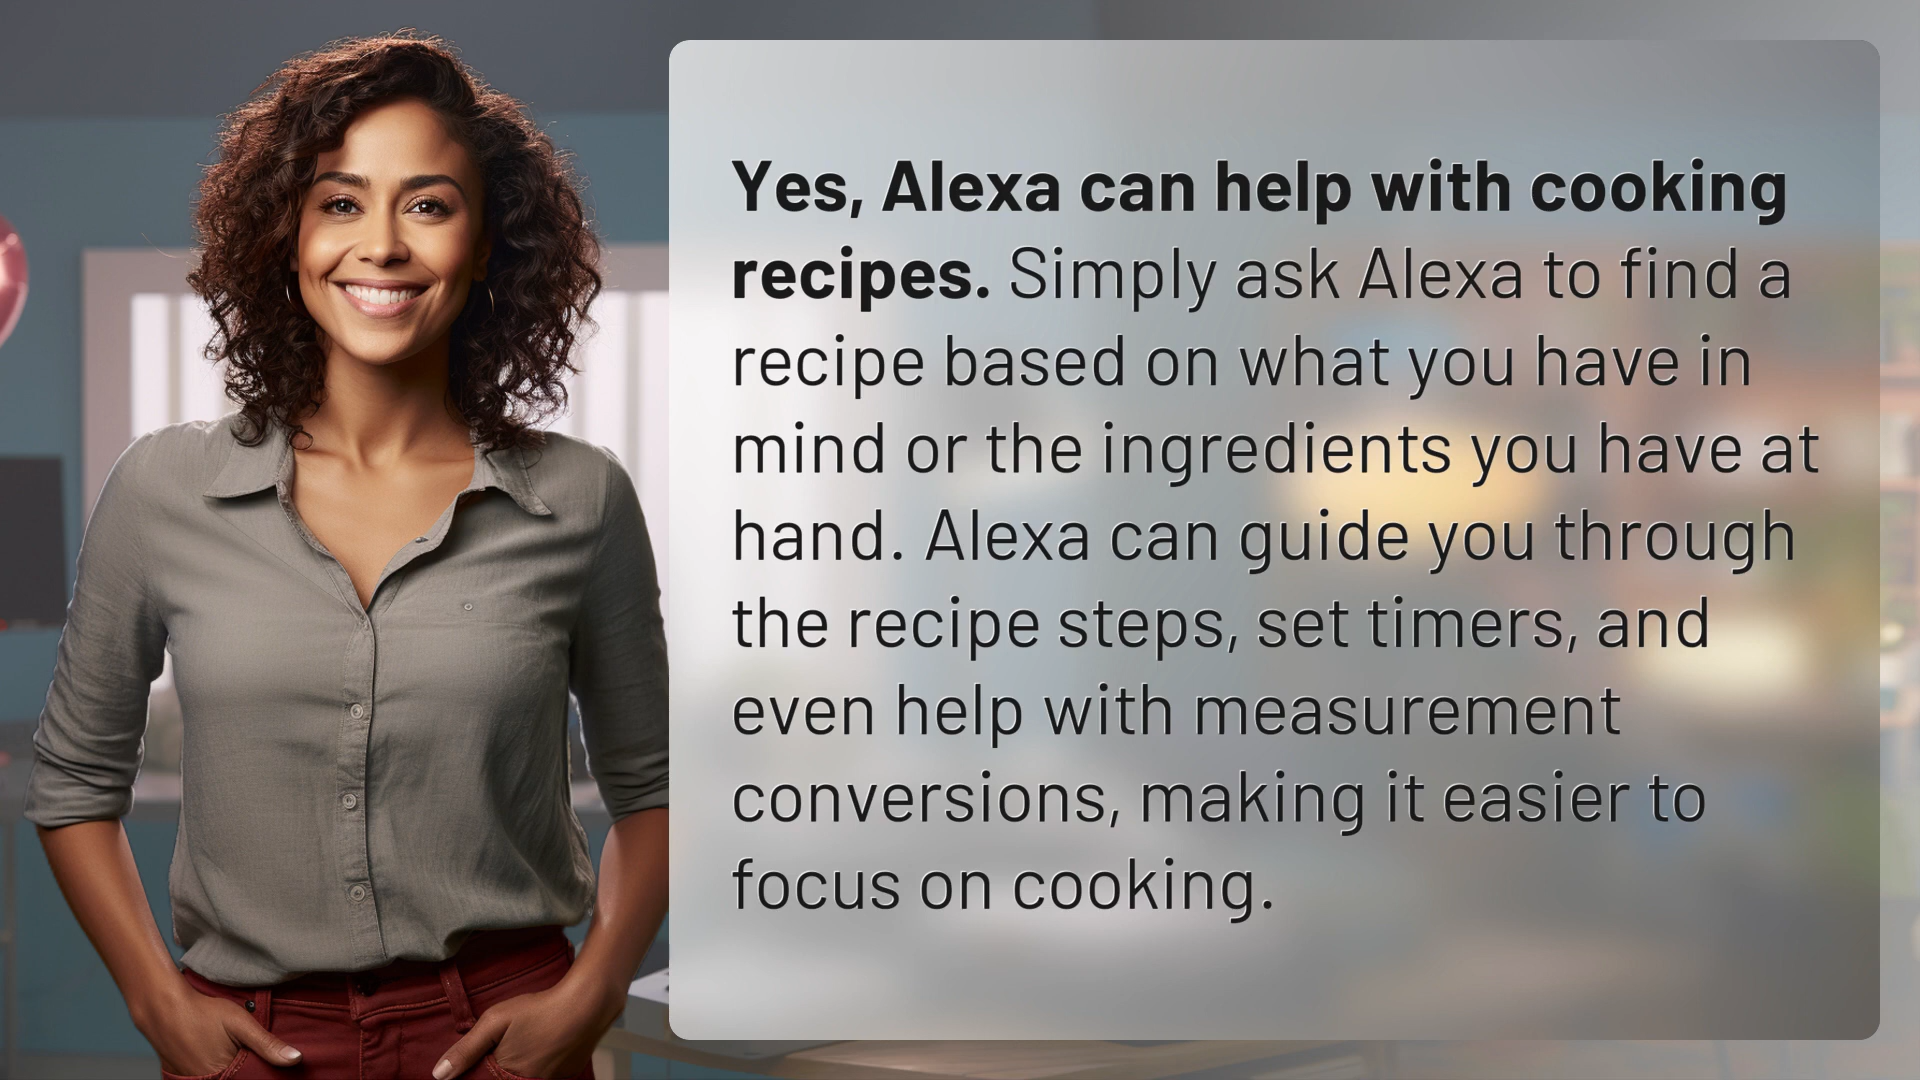 Yes, Alexa can help with cooking
recipes. Simply ask Alexa to find a
recipe based on what you have in
mind or the ingredients you have at
hand. Alexa can guide you through
the recipe steps, set timers, and
even help with measurement
conversions, making it easier to
focus on cooking.